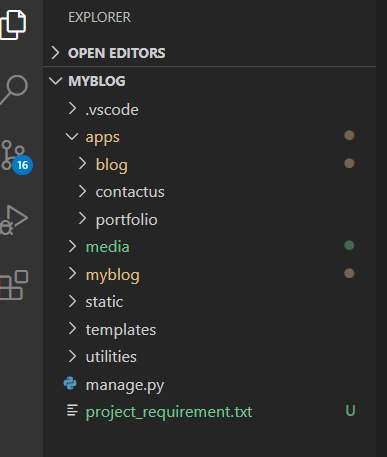 EXPLORER
OPEN EDITORS
MYBLOG
.vscode
apps
blog
contactus
portfolio
media
myblog
static
templates
utilities
manage.py
project_requirement.txt U
16